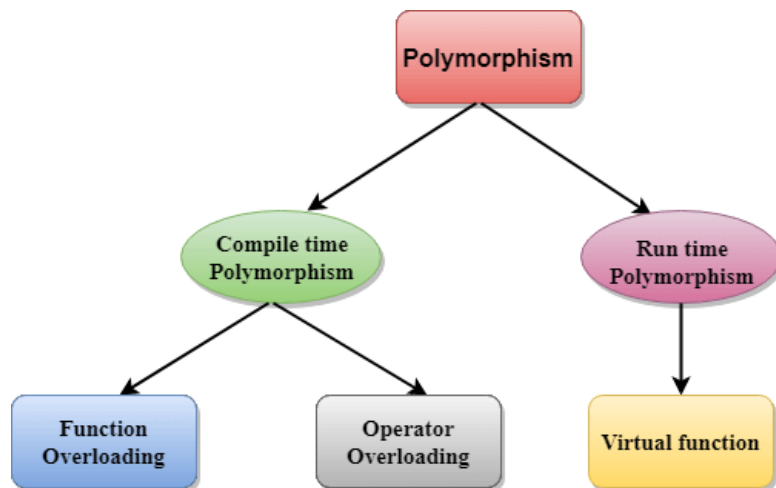 Polymorphism
Compile time
Polymorphism
Run time
Polymorphism
Function
Overloading
Operator
Overloading
Virtual function